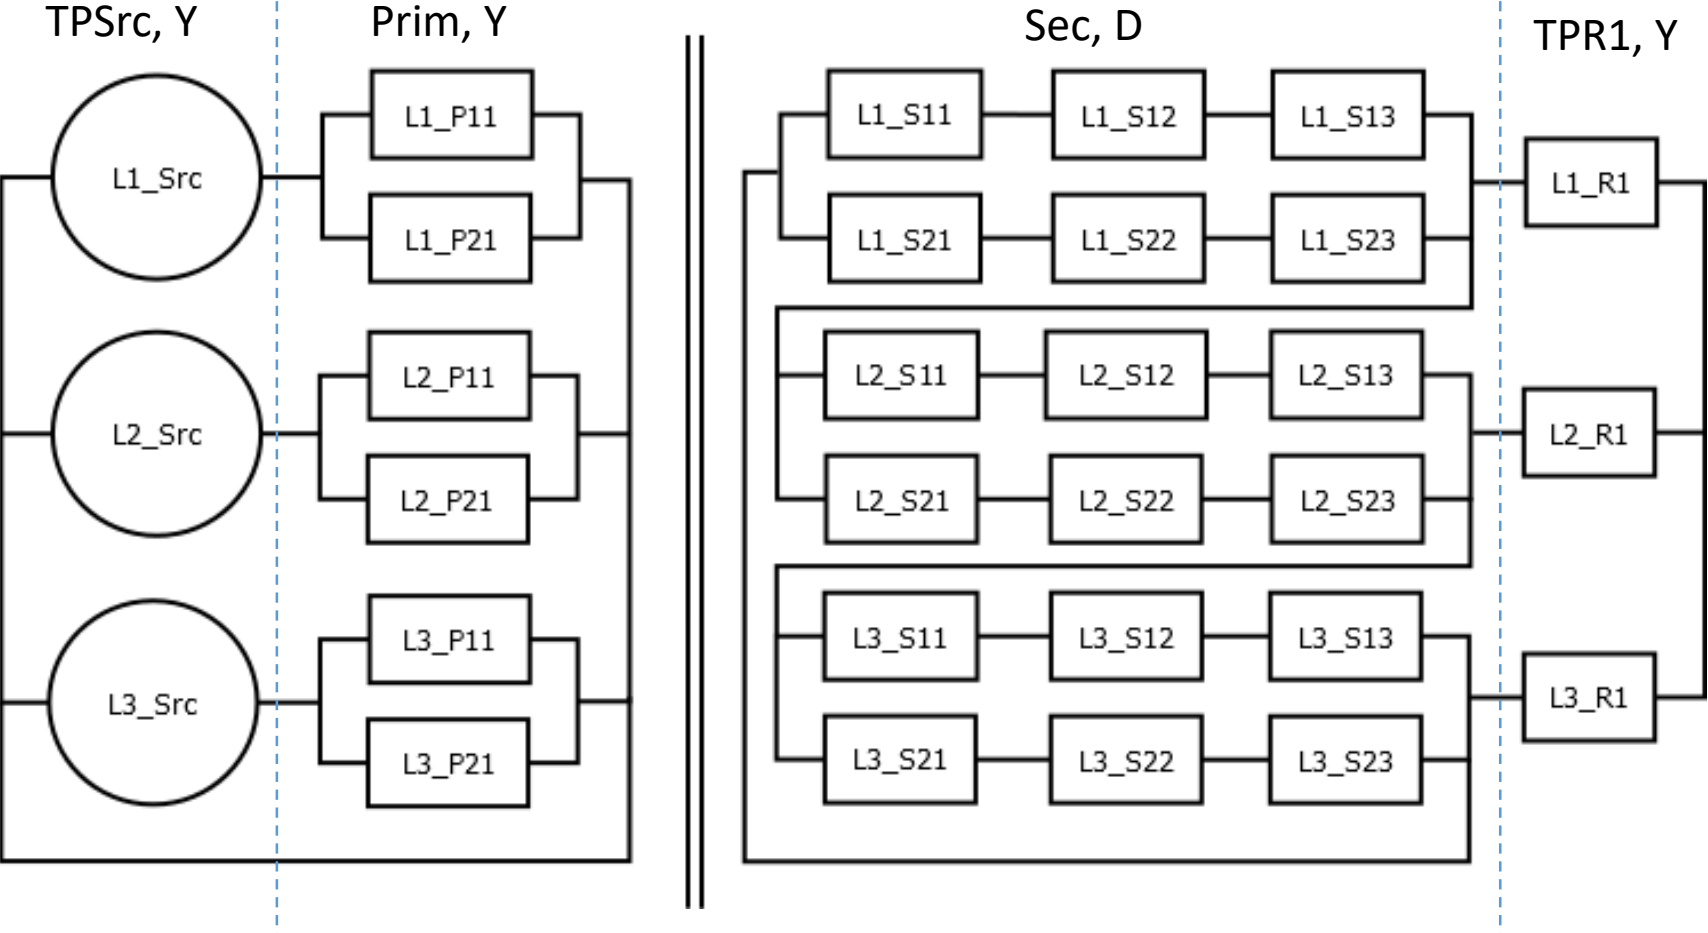 TPSrc, Y
Prim, Y
Sec, D
TPR1, Y
L1_Src
L1_P11
L1_P21
L2_Src
L2_P11
L2_P21
L3_Src
L3_P11
L3_P21
L1_S11
L1_S12
L1_S13
L1_S21
L1_S22
L1_S23
L1_R1
L2_S11
L2_S12
L2_S13
L2_S21
L2_S22
L2_S23
L2_R1
L3_S11
L3_S12
L3_S13
L3_S21
L3_S22
L3_S23
L3_R1